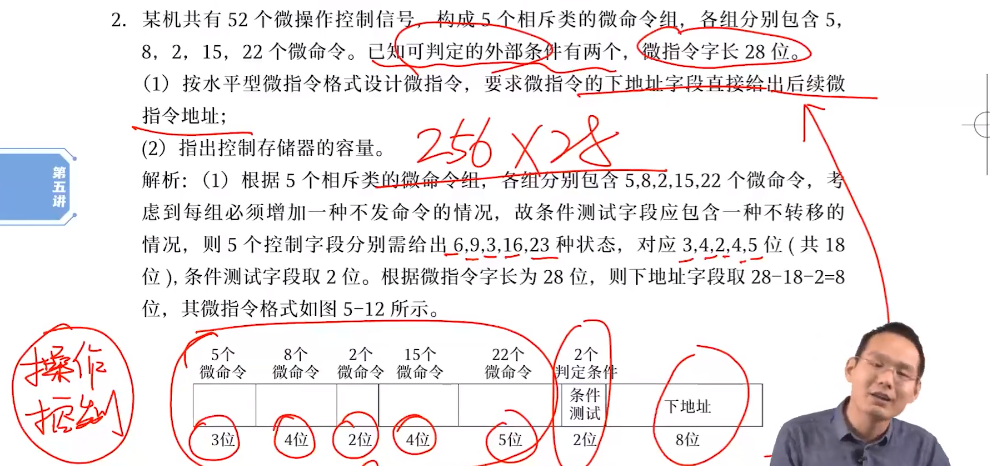 2. 某机共有 52 个微操作控制信号，构成 5 个相斥类的微命令组，各组分别包含 5,
8，2，15，22 个微命令。已知可判定的外部条件有两个，微指令字长 28 位。
(1）按水平型微指令格式设计微指令，要求微指令的下地址字段直接给出后续微
指令地址;
(2）指出控制存储器的容量。
256×28
解析:（1）根据 5 个相斥类的微命令组，各组分别包含 5,8,2,15,22 个微命令，考
虑到每组必须增加一种不发命令的情况，故条件测试字段应包含一种不转移的
情况，则 5 个控制字段分别需给出 6,9,3,16,23 种状态，对应 3,4,2,4,5 位 ( 共 18
位 ), 条件测试字段取 2 位。根据微指令字长为 28 位，则下地址字段取 28-18-2=8
位，其微指令格式如图 5-12 所示。
第五讲
操作
控制
5个 8个 2个 15个 22个 2个
微命令 微命令 微命令 微命令 微命令 判定条件
条件
测试 下地址
3位 4位 2位 4位 5位 2位 8位